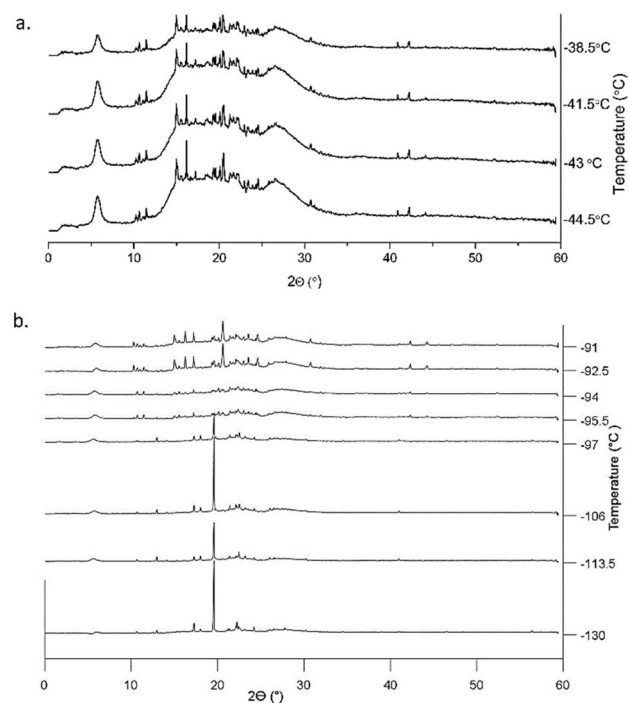 a.
-38.5°C
-41.5°C
-43 °C
-44.5°C
Temperature (°C)
0 10 20 30 40 50 60
2Θ (°)
b.
-91
-92.5
-94
-95.5
-97
-106
-113.5
-130
Temperature (°C)
0 10 20 30 40 50 60
2Θ (°)